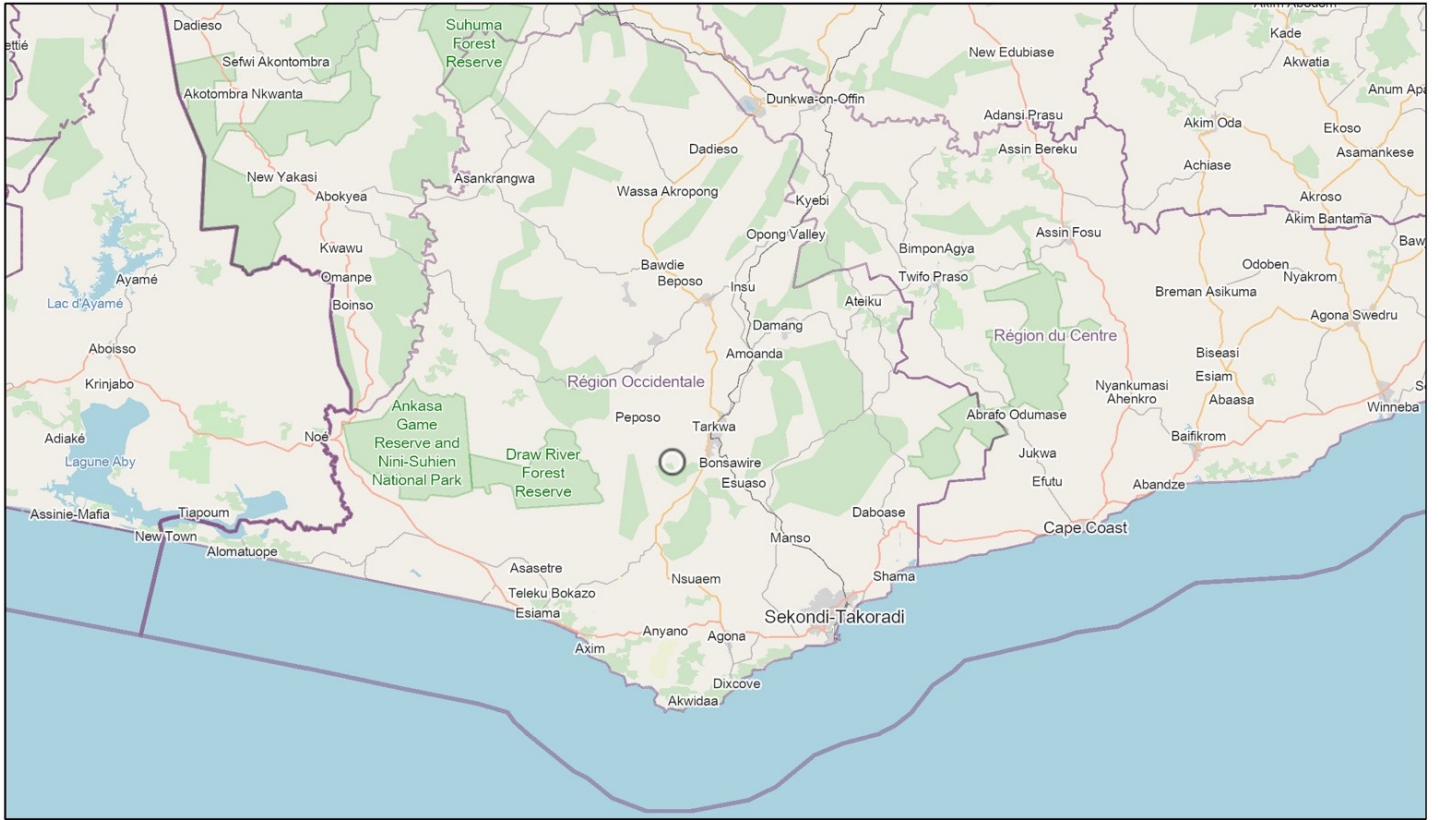 Akim Abodom
Dadieso
Suhuma
Forest
Reserve
Kade
ettié
New Edubiase
Sefwi Akontombra
Akwatia
Akotombra Nkwanta
Dunkwa-on-Offin
Anum Apa
Adansi Prasu
Akim Oda
Ekoso
Dadieso
Assin Bereku
Asamankese
Achiase
New Yakasi
Asankrangwa
Wassa Akropong
Abokyea
Kyebi
Akroso
Akim Bantama
Opong Valley
Assin Fosu
Kwawu
BimponAgya
Baw
Bawdie
Odoben
Omanpe
Beposo
Insu
Twifo Praso
Nyakrom
Ayamé
Breman Asikuma
Lac d'Ayamé
Boinso
Ateiku
Agona Swedru
Damang
Région du Centre
Aboisso
Amoanda
Biseasi
Esiam
Krinjabo
Région Occidentale
Nyankumasi
Ahenkro
Abaasa
Winneba
Ankasa
Game
Reserve and
Nini-Suhien
National Park
Peposo
Abrafo Odumase
Tarkwa
Adiaké
Noé
Baifikrom
Draw River
Forest
Reserve
Jukwa
Lagune Aby
Bonsawire
Esuaso
Efutu
Abandze
Assinie-Mafia
Tiapoum
Daboase
Cape Coast
New Town
Manso
Alomatuope
Asasetre
Nsuaem
Shama
Teleku Bokazo
Esiama
Sekondi-Takoradi
Anyano
Agona
Axim
Dixcove
Akwidaa